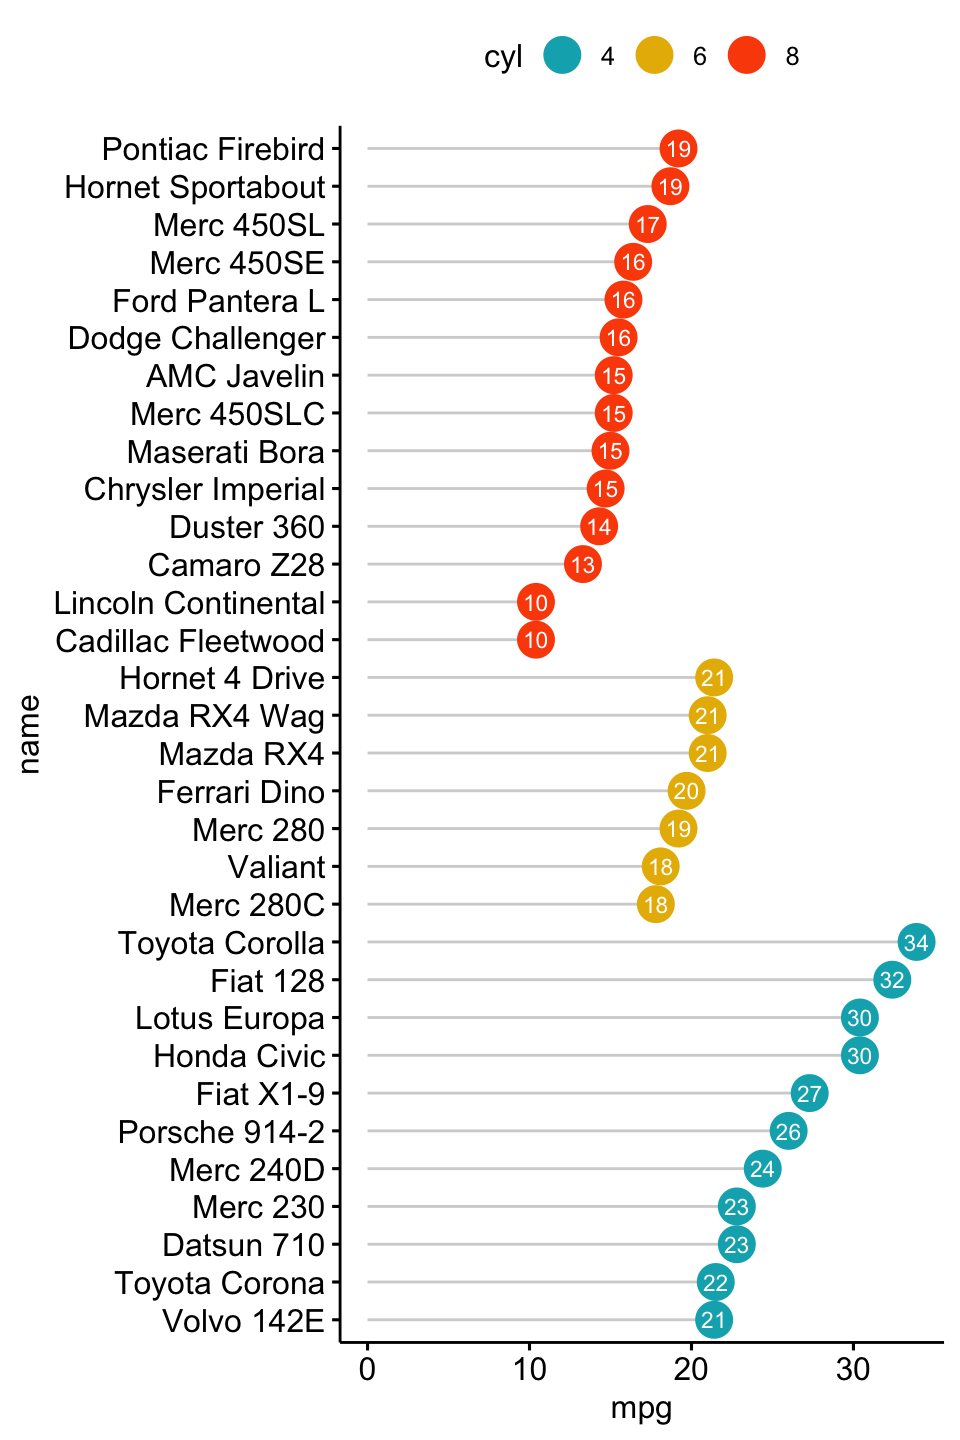 cyl 4 6 8
Pontiac Firebird 19
Hornet Sportabout 19
Merc 450SL 17
Merc 450SE 16
Ford Pantera L 16
Dodge Challenger 16
AMC Javelin 15
Merc 450SLC 15
Maserati Bora 15
Chrysler Imperial 15
Duster 360 14
Camaro Z28 13
Lincoln Continental 10
Cadillac Fleetwood 10
Hornet 4 Drive 21
Mazda RX4 Wag 21
Mazda RX4 21
Ferrari Dino 20
Merc 280 19
Valiant 18
Merc 280C 18
Toyota Corolla 34
Fiat 128 32
Lotus Europa 30
Honda Civic 30
Fiat X1-9 27
Porsche 914-2 26
Merc 240D 24
Merc 230 23
Datsun 710 23
Toyota Corona 22
Volvo 142E 21
name
0 10 20 30
mpg